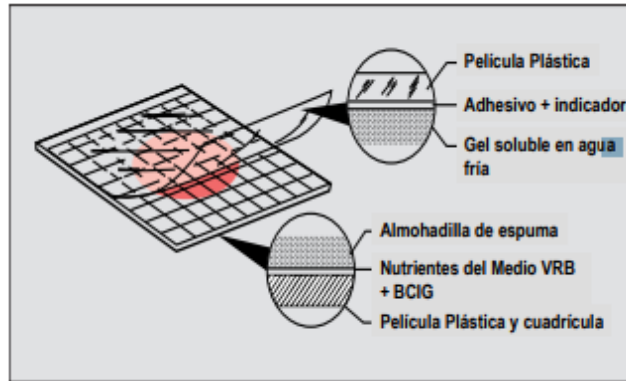 Película Plástica
Adhesivo + indicador
Gel soluble en agua
fría
Almohadilla de espuma
Nutrientes del Medio VRB
+ BCIG
Película Plástica y cuadrícula